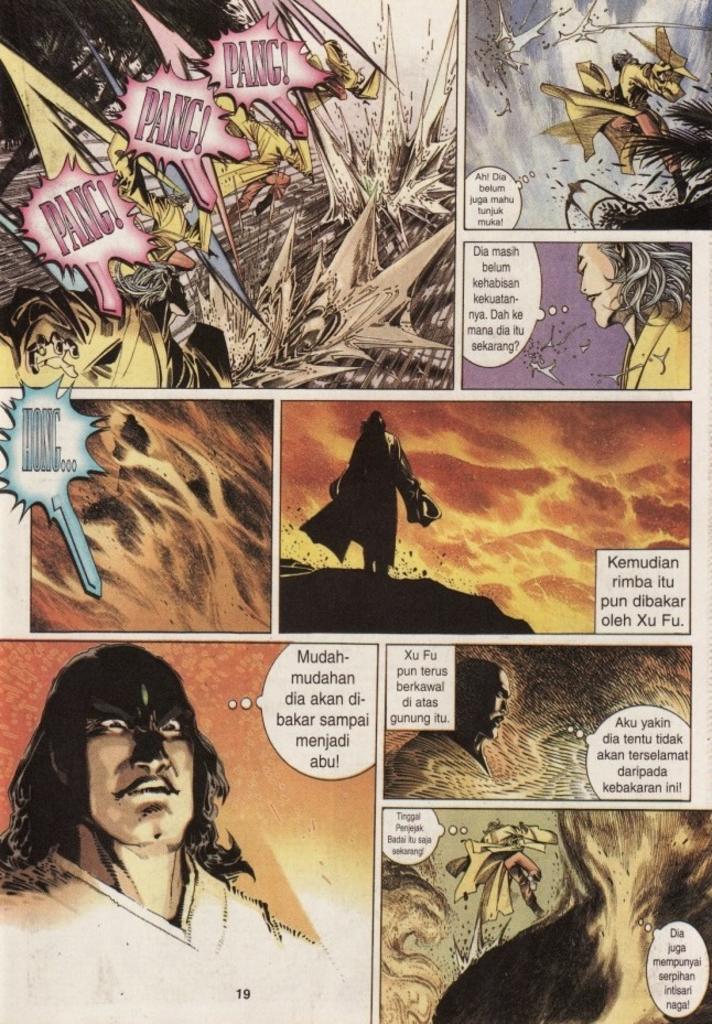 PANG!
PANG!
PANG!
Ah! Dia
belum
juga mahu
tunjuk
muka!
Dia masih
belum
kehabisan
kekuatan-
nya. Dah ke
mana dia itu
sekarang?
HONG...
Kemudian
rimba itu
pun dibakar
oleh Xu Fu.
Mudah-
mudahan
dia akan di-
bakar sampai
menjadi
abu!
Xu Fu
pun terus
berkawal
di atas
gunung itu.
Aku yakin
dia tentu tidak
akan terselamat
daripada
kebakaran ini!
Tinggal
Penjejak
Badai itu saja
sekarang!
Dia
juga
mempunyai
serpihan
intisari
naga!
19